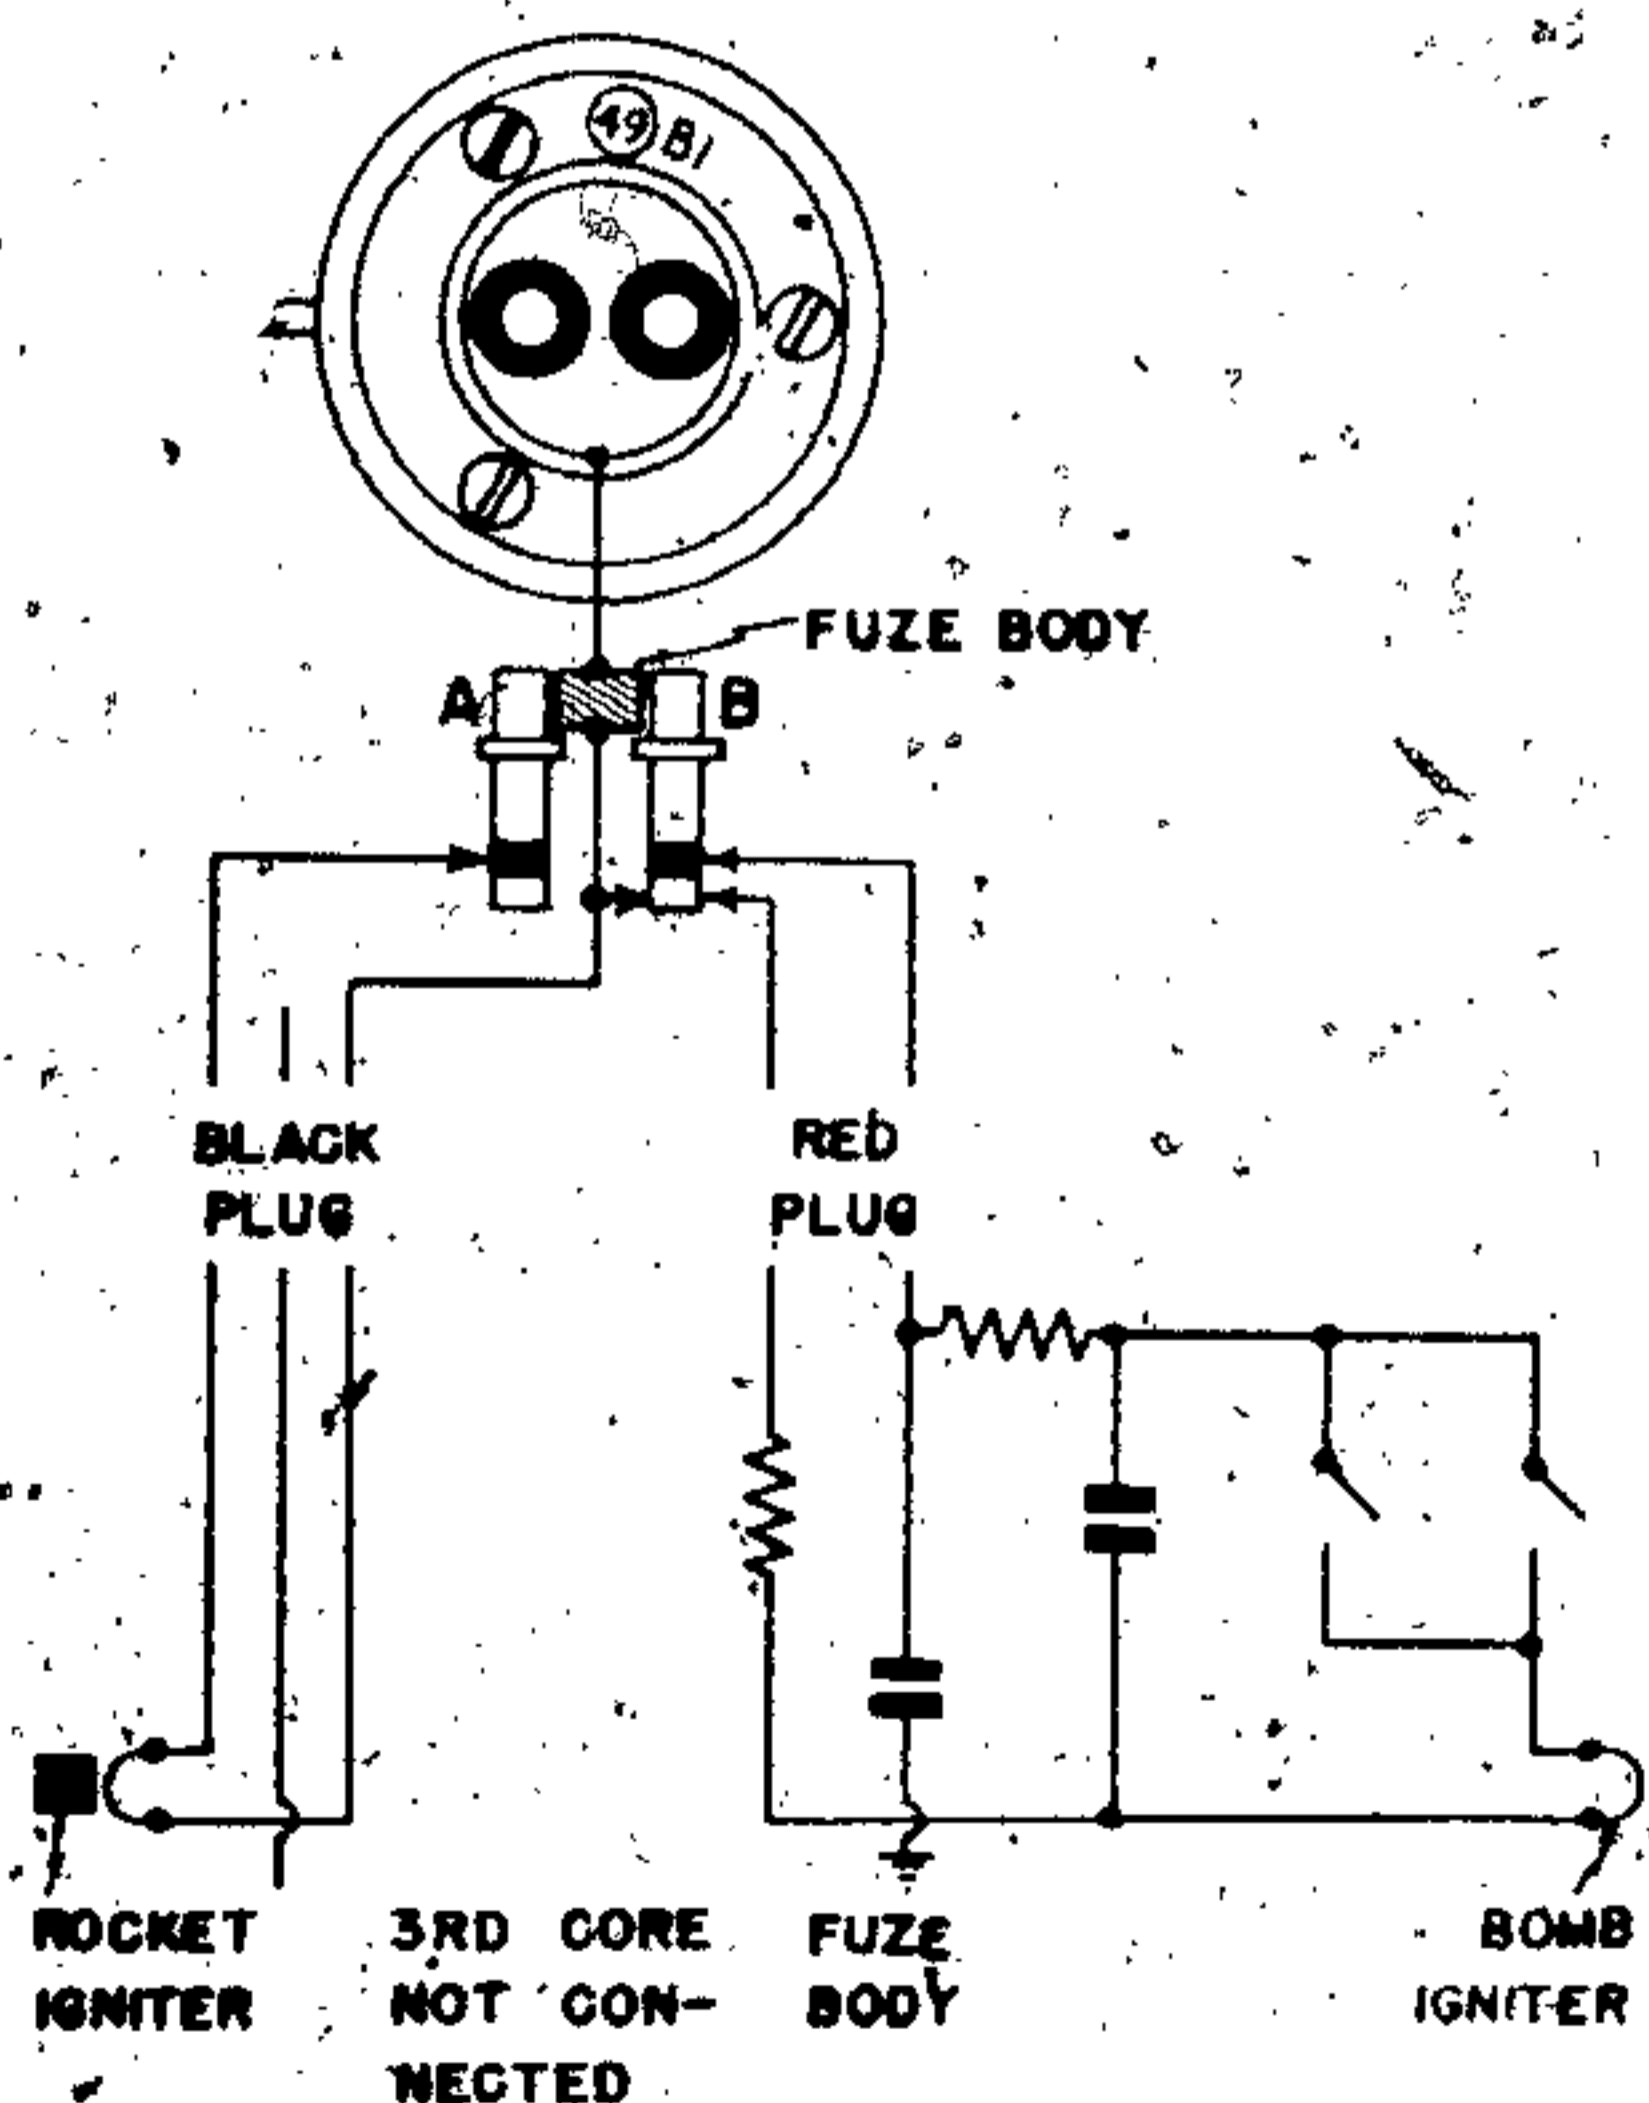 49 B1
FUZE BODY
A B
BLACK
PLUG
RED
PLUG
ROCKET
IGNITER
3RD CORE
NOT CON-
NECTED
FUZE
BODY
BOMB
IGNITER